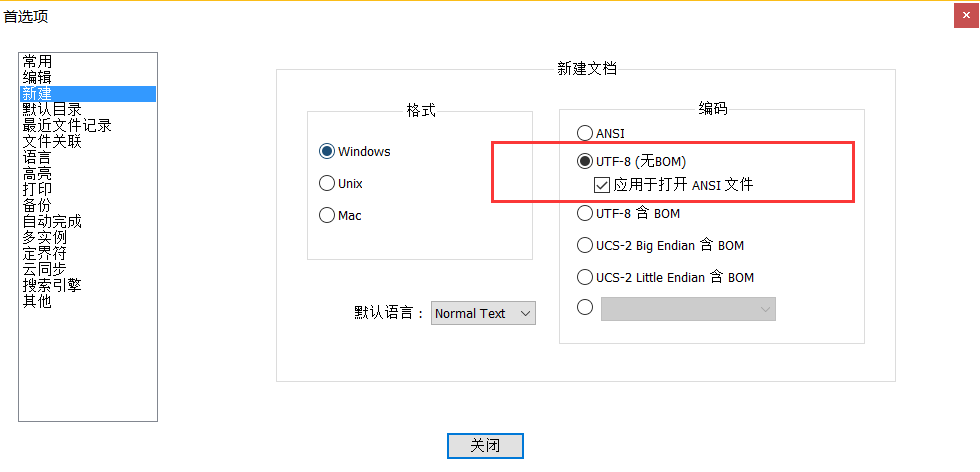 首选项
常用
编辑
新建
默认目录
最近文件记录
文件关联
语言
高亮
打印
备份
自动完成
多实例
定界符
云同步
搜索引擎
其他
新建文档
格式
Windows
Unix
Mac
默认语言：
Normal Text
编码
ANSI
UTF-8 (无BOM)
应用于打开 ANSI 文件
UTF-8 含 BOM
UCS-2 Big Endian 含 BOM
UCS-2 Little Endian 含 BOM
关闭